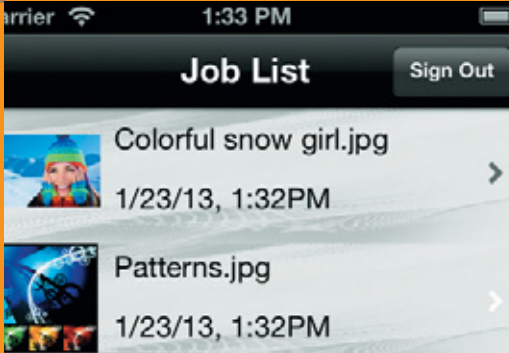 1:33 PM
Job List
Sign Out
Colorful snow girl.jpg
1/23/13, 1:32PM
Patterns.jpg
1/23/13, 1:32PM